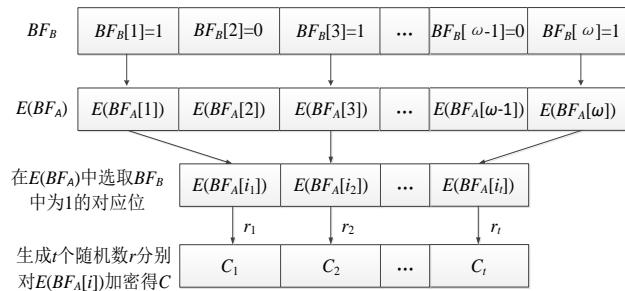 BF_B BF_B[1]=1 BF_B[2]=0 BF_B[3]=1 ... BF_B[ω-1]=0 BF_B[ω]=1
E(BF_A) E(BF_A[1]) E(BF_A[2]) E(BF_A[3]) ... E(BF_A[ω-1]) E(BF_A[ω])
在E(BF_A)中选取BF_B
中为1的对应位
E(BF_A[i_1]) E(BF_A[i_2]) ... E(BF_A[i_t])
r_1 r_2 r_t
生成t个随机数r分别
对E(BF_A[i])加密得C
C_1 C_2 ... C_t